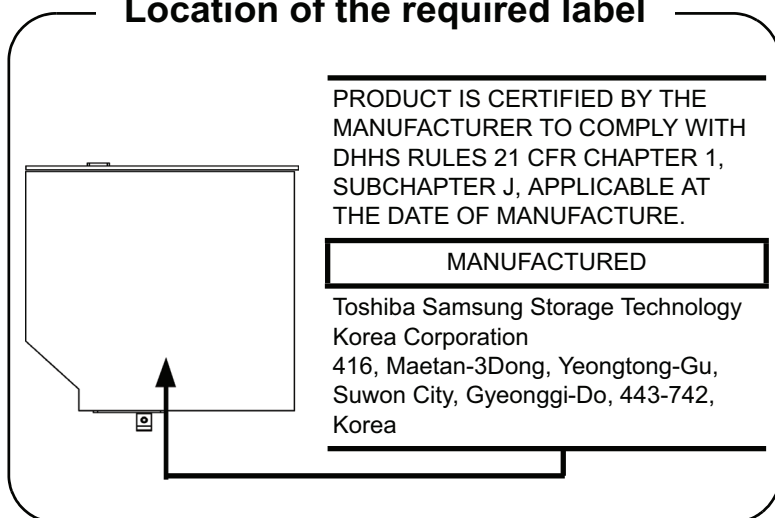 Location of the required label
PRODUCT IS CERTIFIED BY THE
MANUFACTURER TO COMPLY WITH
DHHS RULES 21 CFR CHAPTER 1,
SUBCHAPTER J, APPLICABLE AT
THE DATE OF MANUFACTURE.
MANUFACTURED
Toshiba Samsung Storage Technology
Korea Corporation
416, Maetan-3Dong, Yeongtong-Gu,
Suwon City, Gyeonggi-Do, 443-742,
Korea